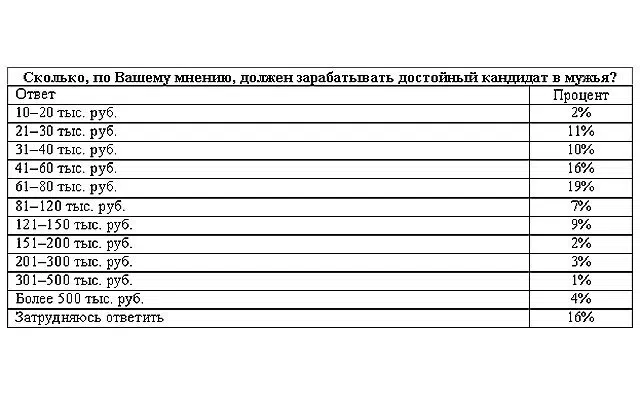 Сколько, по Вашему мнению, должен зарабатывать достойный кандидат в мужья?
Ответ Процент
10–20 тыс. руб. 2%
21–30 тыс. руб. 11%
31–40 тыс. руб. 10%
41–60 тыс. руб. 16%
61–80 тыс. руб. 19%
81–120 тыс. руб. 7%
121–150 тыс. руб. 9%
151–200 тыс. руб. 2%
201–300 тыс. руб. 3%
301–500 тыс. руб. 1%
Более 500 тыс. руб. 4%
Затрудняюсь ответить 16%